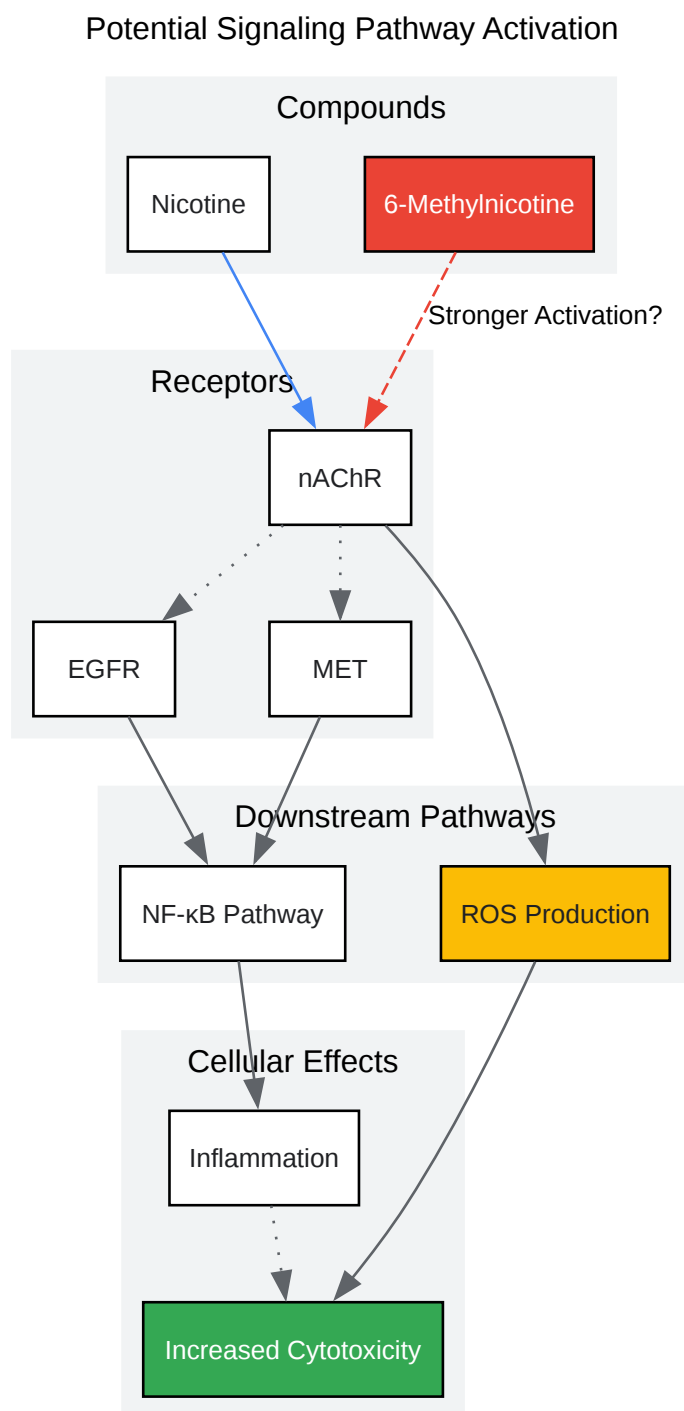 Potential Signaling Pathway Activation
Compounds
Nicotine
6-Methylnicotine
Stronger Activation?
Receptors
nAChR
EGFR
MET
Downstream Pathways
NF-κB Pathway
ROS Production
Cellular Effects
Inflammation
Increased Cytotoxicity